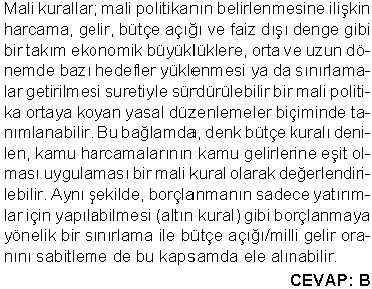 Mali kurallar; mali politikanın belirlenmesine ilişkin
harcama, gelir, bütçe açığı ve faiz dışı denge gibi
bir takım ekonomik büyüklüklere, orta ve uzun dö-
nemde bazı hedefler yüklenmesi ya da sınırlama-
lar getirilmesi suretiyle sürdürülebilir bir mali politi-
ka ortaya koyan yasal düzenlemeler biçiminde ta-
nımlanabilir. Bu bağlamda, denk bütçe kuralı deni-
len, kamu harcamalarının kamu gelirlerine eşit ol-
ması uygulaması bir mali kural olarak değerlendiri-
lebilir. Aynı şekilde, borçlanmanın sadece yatırım-
lar için yapılabilmesi (altın kural) gibi borçlanmaya
yönelik bir sınırlama ile bütçe açığı/milli gelir ora-
nını sabitleme de bu kapsamda ele alınabilir.
CEVAP: B